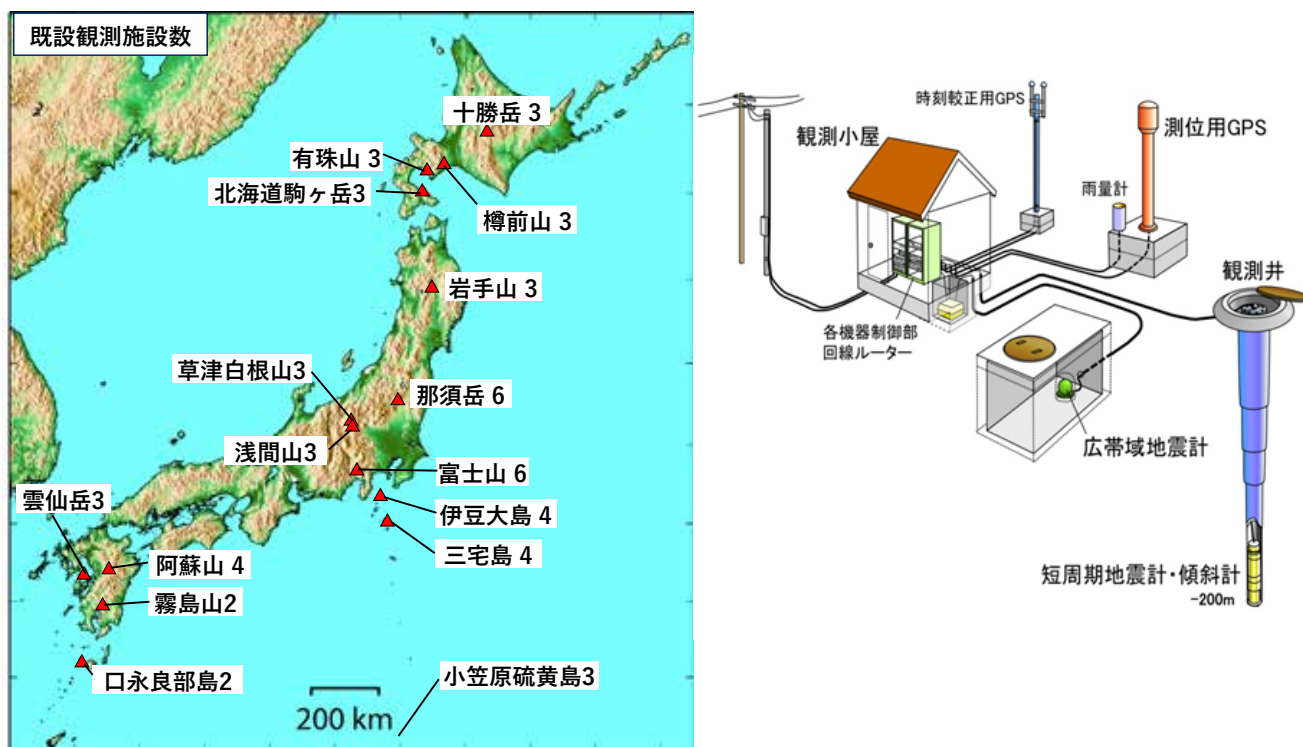 既設観測施設数
十勝岳 3
有珠山 3
北海道駒ヶ岳3
樽前山 3
岩手山 3
草津白根山3
那須岳 6
浅間山3
富士山 6
雲仙岳3
伊豆大島 4
三宅島 4
阿蘇山 4
霧島山2
口永良部島2
小笠原硫黄島3
200 km
時刻較正用GPS
観測小屋
測位用GPS
雨量計
観測井
各機器制御部
回線ルーター
広帯域地震計
短周期地震計・傾斜計
-200m